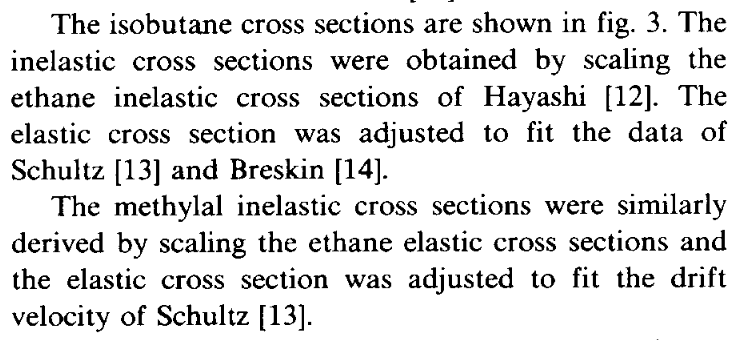 The isobutane cross sections are shown in fig. 3. The
inelastic cross sections were obtained by scaling the
ethane inelastic cross sections of Hayashi [12]. The
elastic cross section was adjusted to fit the data of
Schultz [13] and Breskin [14].
The methylal inelastic cross sections were similarly
derived by scaling the ethane elastic cross sections and
the elastic cross section was adjusted to fit the drift
velocity of Schultz [13].